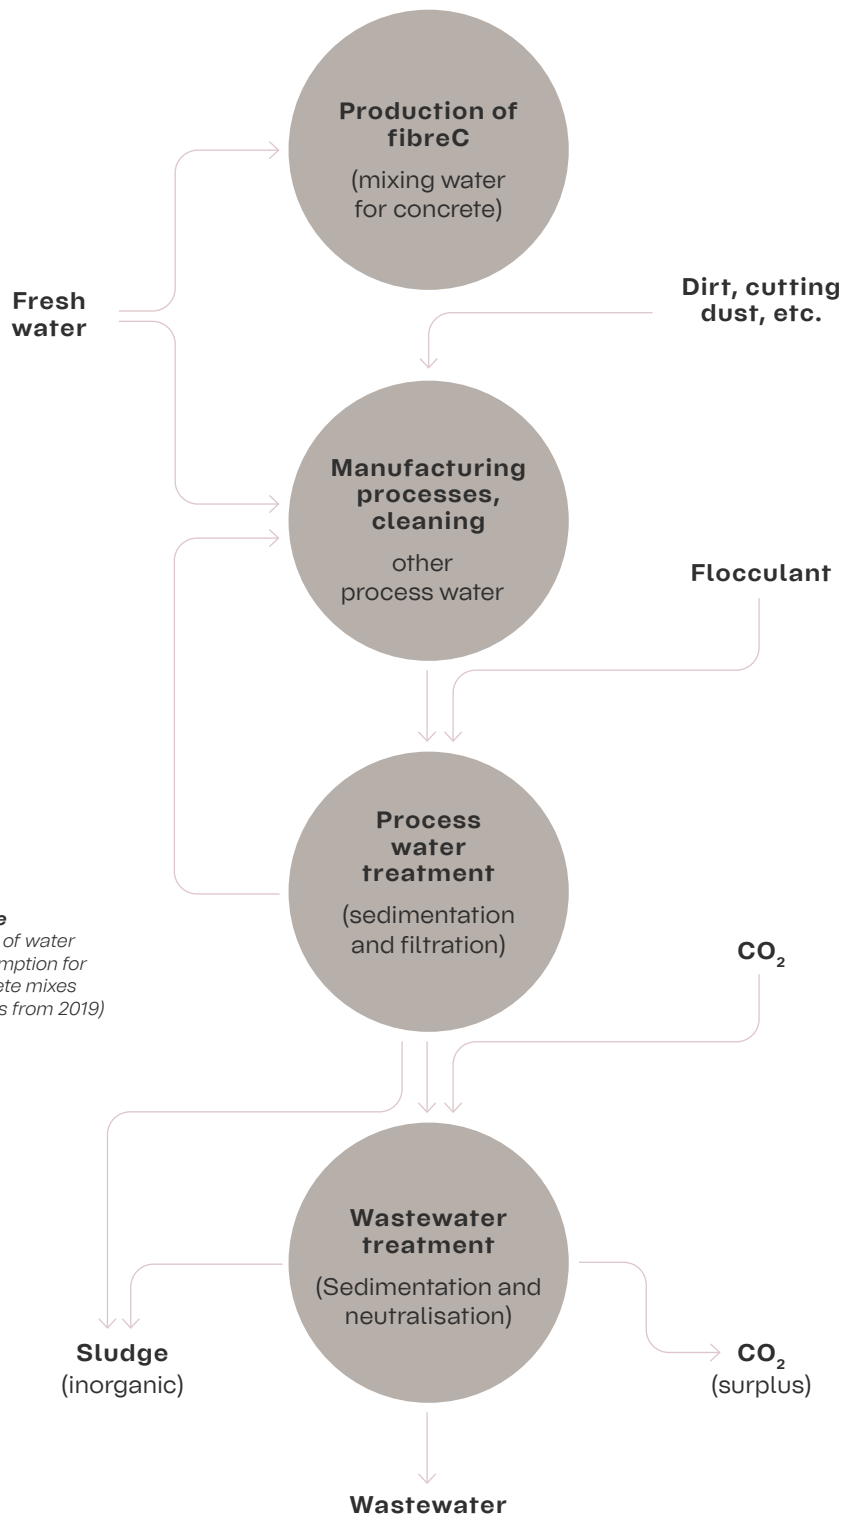 Production of
fibreC
(mixing water
for concrete)
Fresh
water
Dirt, cutting
dust, etc.
Manufacturing
processes,
cleaning
other
process water
Flocculant
Process
water
treatment
(sedimentation
and filtration)
of water
for
mixes
from 2019)
CO₂
Wastewater
treatment
(Sedimentation and
neutralisation)
Sludge
(inorganic)
CO₂
(surplus)
Wastewater